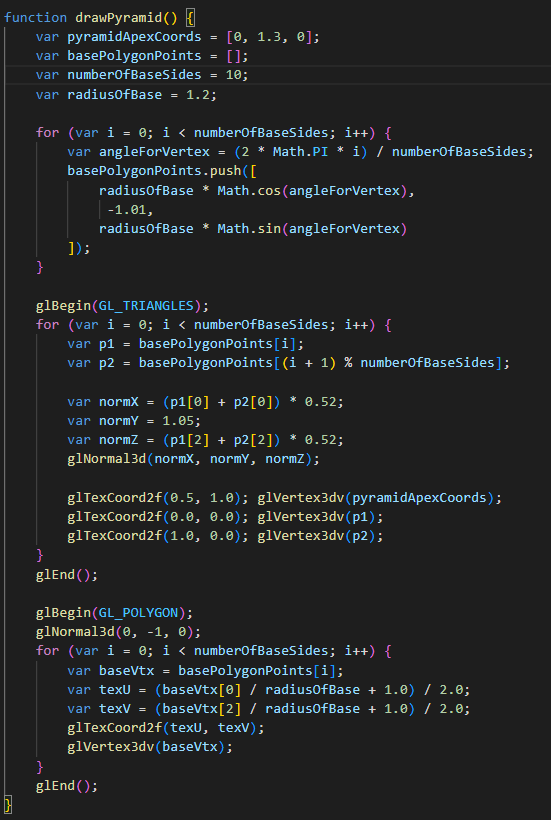 function drawPyramid() {
    var pyramidApexCoords = [0, 1.3, 0];
    var basePolygonPoints = [];
    var numberOfBaseSides = 10;
    var radiusOfBase = 1.2;

    for (var i = 0; i < numberOfBaseSides; i++) {
        var angleForVertex = (2 * Math.PI * i) / numberOfBaseSides;
        basePolygonPoints.push([
            radiusOfBase * Math.cos(angleForVertex),
             -1.01,
            radiusOfBase * Math.sin(angleForVertex)
        ]);
    }

    glBegin(GL_TRIANGLES);
    for (var i = 0; i < numberOfBaseSides; i++) {
        var p1 = basePolygonPoints[i];
        var p2 = basePolygonPoints[(i + 1) % numberOfBaseSides];

        var normX = (p1[0] + p2[0]) * 0.52;
        var normY = 1.05;
        var normZ = (p1[2] + p2[2]) * 0.52;
        glNormal3d(normX, normY, normZ);

        glTexCoord2f(0.5, 1.0); glVertex3dv(pyramidApexCoords);
        glTexCoord2f(0.0, 0.0); glVertex3dv(p1);
        glTexCoord2f(1.0, 0.0); glVertex3dv(p2);
    }
    glEnd();

    glBegin(GL_POLYGON);
    glNormal3d(0, -1, 0);
    for (var i = 0; i < numberOfBaseSides; i++) {
        var baseVtx = basePolygonPoints[i];
        var texU = (baseVtx[0] / radiusOfBase + 1.0) / 2.0;
        var texV = (baseVtx[2] / radiusOfBase + 1.0) / 2.0;
        glTexCoord2f(texU, texV);
        glVertex3dv(baseVtx);
    }
    glEnd();
}